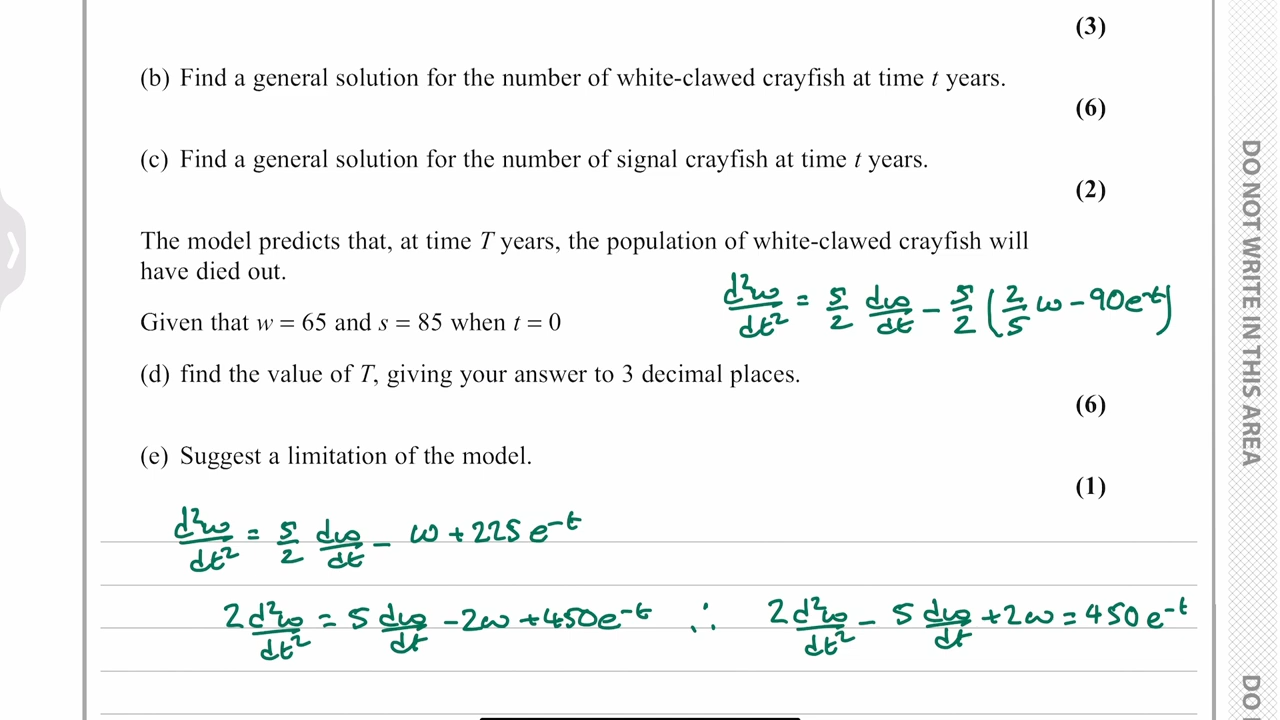 (3)
(b) Find a general solution for the number of white-clawed crayfish at time t years.
(6)
(c) Find a general solution for the number of signal crayfish at time t years.
(2)
The model predicts that, at time T years, the population of white-clawed crayfish will
have died out.
d²w/dt² = 5/2 dw/dt − 5/2 (2/5 w − 90e^-t)
Given that w = 65 and s = 85 when t = 0
(d) find the value of T, giving your answer to 3 decimal places.
(6)
(e) Suggest a limitation of the model.
(1)
d²w/dt² = 5/2 dw/dt − w + 225e^-t
2 d²w/dt² = 5 dw/dt − 2w + 450e^-t ∴ 2 d²w/dt² − 5 dw/dt + 2w = 450e^-t
DO NOT WRITE IN THIS AREA
DO